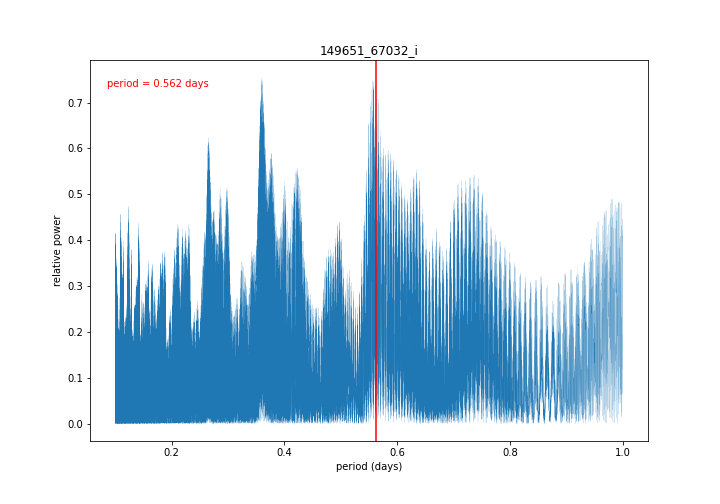 149651_67032_i
period = 0.562 days
relative power
0.7
0.6
0.5
0.4
0.3
0.2
0.1
0.0
0.2 0.4 0.6 0.8 1.0
period (days)